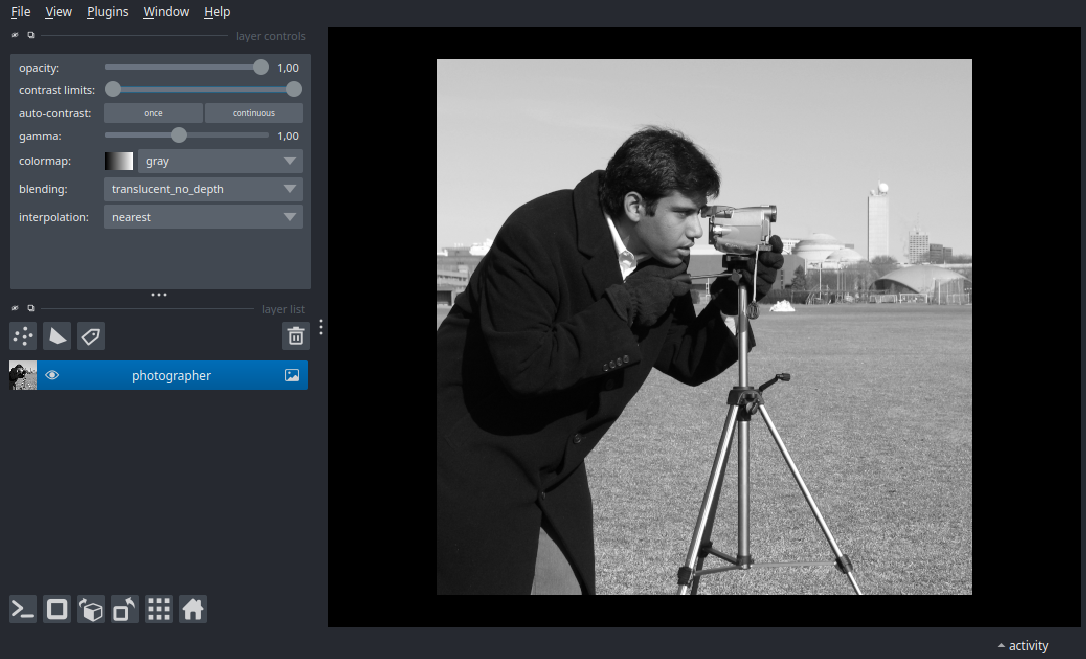 File View Plugins Window Help
layer controls
opacity: 1,00
contrast limits:
auto-contrast: once continuous
gamma: 1,00
colormap: gray
blending: translucent_no_depth
interpolation: nearest
layer list
photographer
activity